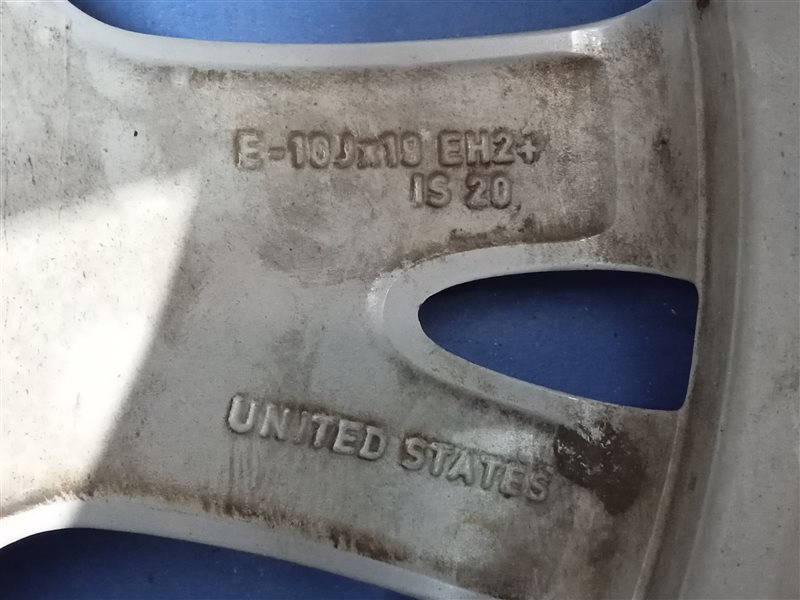 E-10Jx19 EH2+
IS 20
UNITED STATES